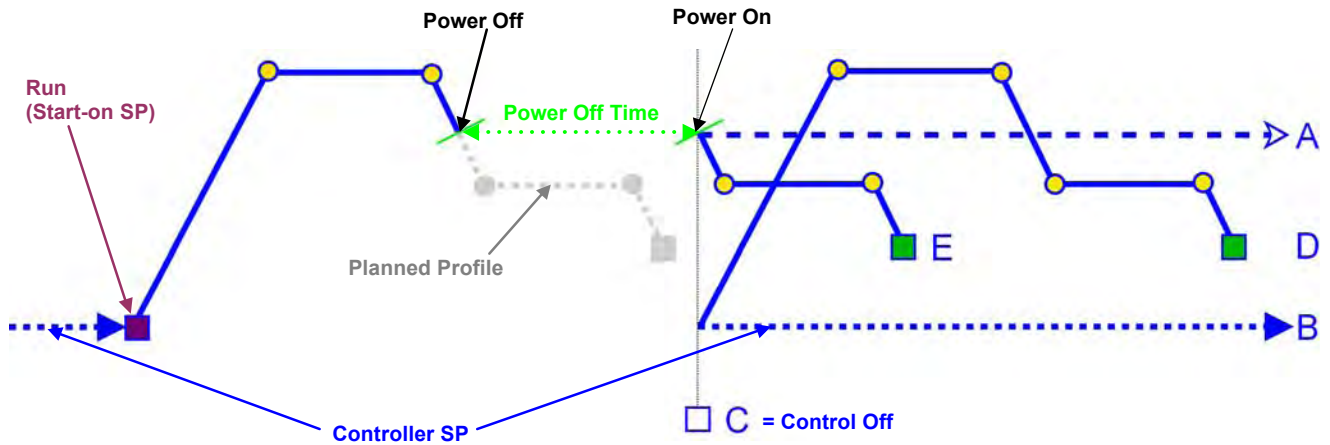 Power Off
Power On
Run
(Start-on SP)
Power Off Time
A
Planned Profile
E
D
B
C = Control Off
Controller SP